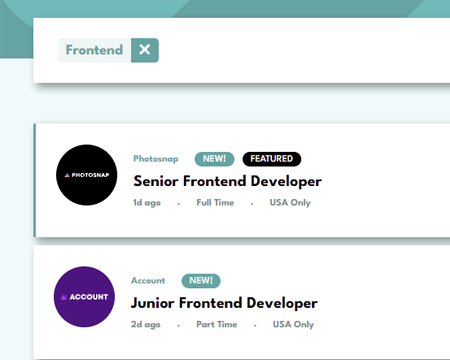 Frontend ✕
PHOTOSNAP
Photosnap NEW! FEATURED
Senior Frontend Developer
1d ago · Full Time · USA Only
ACCOUNT
Account NEW!
Junior Frontend Developer
2d ago · Part Time · USA Only